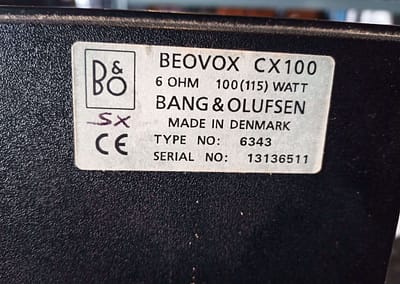 BEOVOX CX100
B&O
6 OHM 100(115) WATT
BANG & OLUFSEN
SX
MADE IN DENMARK
CE
TYPE NO: 6343
SERIAL NO: 13136511